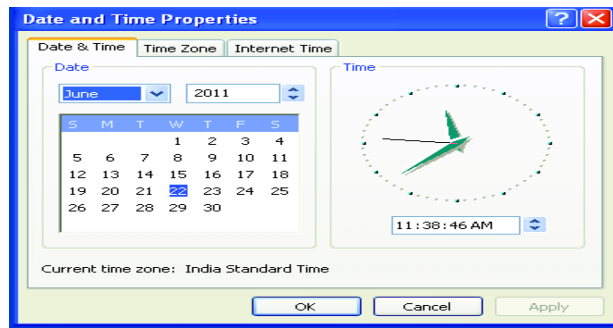 Date and Time Properties
Date & Time Time Zone Internet Time
Date Time
June 2011
S M T W T F S
1 2 3 4
5 6 7 8 9 10 11
12 13 14 15 16 17 18
19 20 21 22 23 24 25
26 27 28 29 30
11:38:46 AM
Current time zone: India Standard Time
OK Cancel Apply